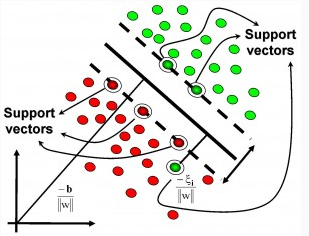 Support
vectors
Support
vectors
−b
‖w‖
−ξi
‖w‖